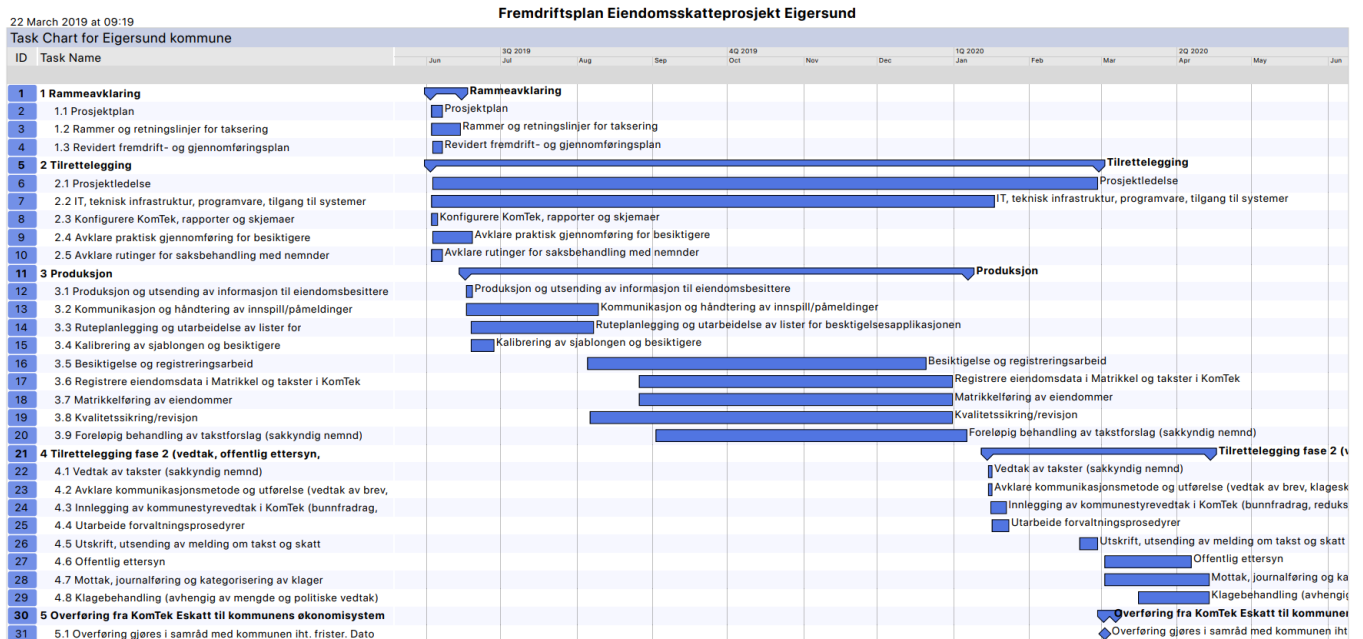 Fremdriftsplan Eiendomsskatteprosjekt Eigersund
22 March 2019 at 09:19
Task Chart for Eigersund kommune
ID Task Name
3Q 2019 4Q 2019 1Q 2020 2Q 2020
Jun Jul Aug Sep Oct Nov Dec Jan Feb Mar Apr May Jun
1 1 Rammeavklaring Rammeavklaring
2 1.1 Prosjektplan Prosjektplan
3 1.2 Rammer og retningslinjer for taksering Rammer og retningslinjer for taksering
4 1.3 Revidert fremdrift- og gjennomføringsplan Revidert fremdrift- og gjennomføringsplan
5 2 Tilrettelegging Tilrettelegging
6 2.1 Prosjektledelse Prosjektledelse
7 2.2 IT, teknisk infrastruktur, programvare, tilgang til systemer IT, teknisk infrastruktur, programvare, tilgang til systemer
8 2.3 Konfigurere KomTek, rapporter og skjemaer Konfigurere KomTek, rapporter og skjemaer
9 2.4 Avklare praktisk gjennomføring for besiktigere Avklare praktisk gjennomføring for besiktigere
10 2.5 Avklare rutinger for saksbehandling med nemnder Avklare rutinger for saksbehandling med nemnder
11 3 Produksjon Produksjon
12 3.1 Produksjon og utsending av informasjon til eiendomsbesittere Produksjon og utsending av informasjon til eiendomsbesittere
13 3.2 Kommunikasjon og håndtering av innspill/påmeldinger Kommunikasjon og håndtering av innspill/påmeldinger
14 3.3 Ruteplanlegging og utarbeidelse av lister for Ruteplanlegging og utarbeidelse av lister for besktigelsesapplikasjonen
15 3.4 Kalibrering av sjablongen og besiktigere Kalibrering av sjablongen og besiktigere
16 3.5 Besiktigelse og registreringsarbeid Besiktigelse og registreringsarbeid
17 3.6 Registrere eiendomsdata i Matrikkel og takster i KomTek Registrere eiendomsdata i Matrikkel og takster i KomTek
18 3.7 Matrikkelføring av eiendommer Matrikkelføring av eiendommer
19 3.8 Kvalitetssikring/revisjon Kvalitetssikring/revisjon
20 3.9 Foreløpig behandling av takstforslag (sakkyndig nemnd) Foreløpig behandling av takstforslag (sakkyndig nemnd)
21 4 Tilrettelegging fase 2 (vedtak, offentlig ettersyn, Tilrettelegging fase 2 (v
22 4.1 Vedtak av takster (sakkyndig nemnd) Vedtak av takster (sakkyndig nemnd)
23 4.2 Avklare kommunikasjonsmetode og utførelse (vedtak av brev, Avklare kommunikasjonsmetode og utførelse (vedtak av brev, klagesk
24 4.3 Innlegging av kommunestyrevedtak i KomTek (bunnfradrag, Innlegging av kommunestyrevedtak i KomTek (bunnfradrag, reduks
25 4.4 Utarbeide forvaltningsprosedyrer Utarbeide forvaltningsprosedyrer
26 4.5 Utskrift, utsending av melding om takst og skatt Utskrift, utsending av melding om takst og skatt
27 4.6 Offentlig ettersyn Offentlig ettersyn
28 4.7 Mottak, journalføring og kategorisering av klager Mottak, journalføring og ka
29 4.8 Klagebehandling (avhengig av mengde og politiske vedtak) Klagebehandling (avhengig
30 5 Overføring fra KomTek Eskatt til kommunens økonomisystem Overføring fra KomTek Eskatt til kommunen
31 5.1 Overføring gjøres i samråd med kommunen iht. frister. Dato Overføring gjøres i samråd med kommunen iht